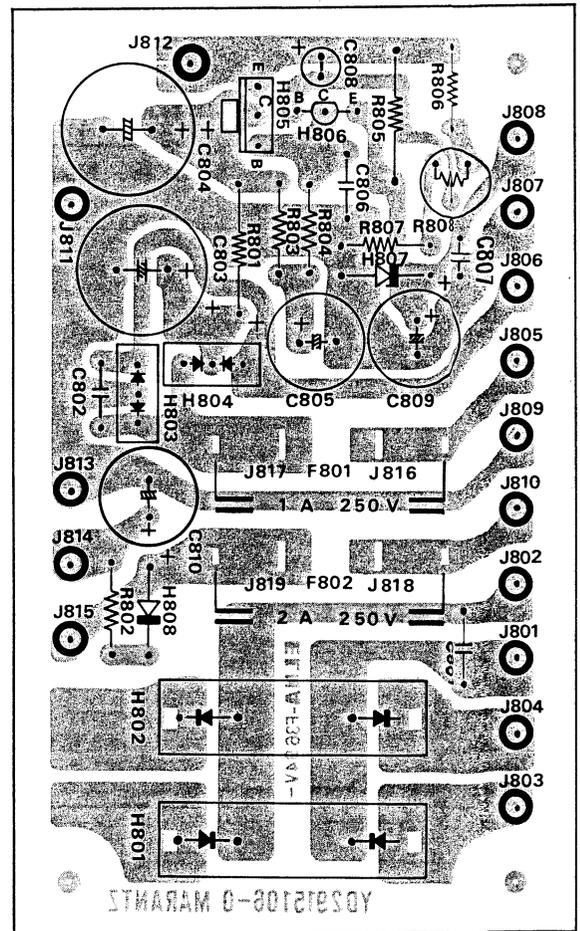 J812
E
C
B
H805
B C E
H806
+
C808
R805
R806
J808
+
+
C804
C806
J807
R807
R808
H807
C807
J811
C803
R801
R803
R804
J806
+
+
+
+
+
+
J805
C802
H803
H804
C805
C809
J809
J813
J817 F801 J816
1 A 250 V
J810
+
C810
J814
+
J819 F802 J818
J802
J815
R802
H808
2 A 250 V
J801
H802
J804
J803
H801
YD2915106-0 MARANTZ